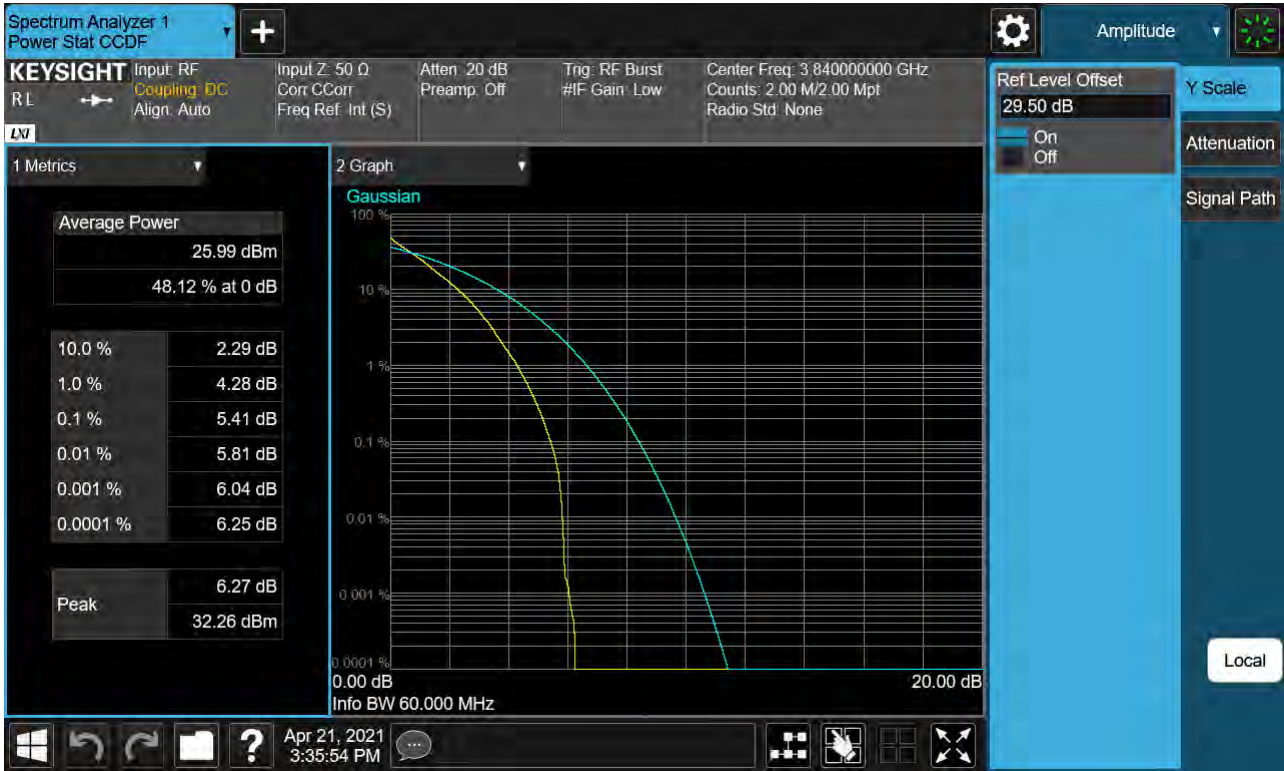 Spectrum Analyzer 1
Power Stat CCDF
Amplitude
KEYSIGHT
R L
LXI
Input: RF
Coupling: DC
Align: Auto
Input Z: 50 Ω
Corr CCorr
Freq Ref: Int (S)
Atten: 20 dB
Preamp: Off
Trig: RF Burst
#IF Gain: Low
Center Freq: 3.840000000 GHz
Counts: 2.00 M/2.00 Mpt
Radio Std: None
Ref Level Offset
29.50 dB
On
Off
Y Scale
Attenuation
Signal Path
Local
1 Metrics
Average Power
25.99 dBm
48.12 % at 0 dB
10.0 % 2.29 dB
1.0 % 4.28 dB
0.1 % 5.41 dB
0.01 % 5.81 dB
0.001 % 6.04 dB
0.0001 % 6.25 dB
Peak
6.27 dB
32.26 dBm
2 Graph
Gaussian
100 %
10 %
1 %
0.1 %
0.01 %
0.001 %
0.0001 %
0.00 dB 20.00 dB
Info BW 60.000 MHz
?
Apr 21, 2021
3:35:54 PM